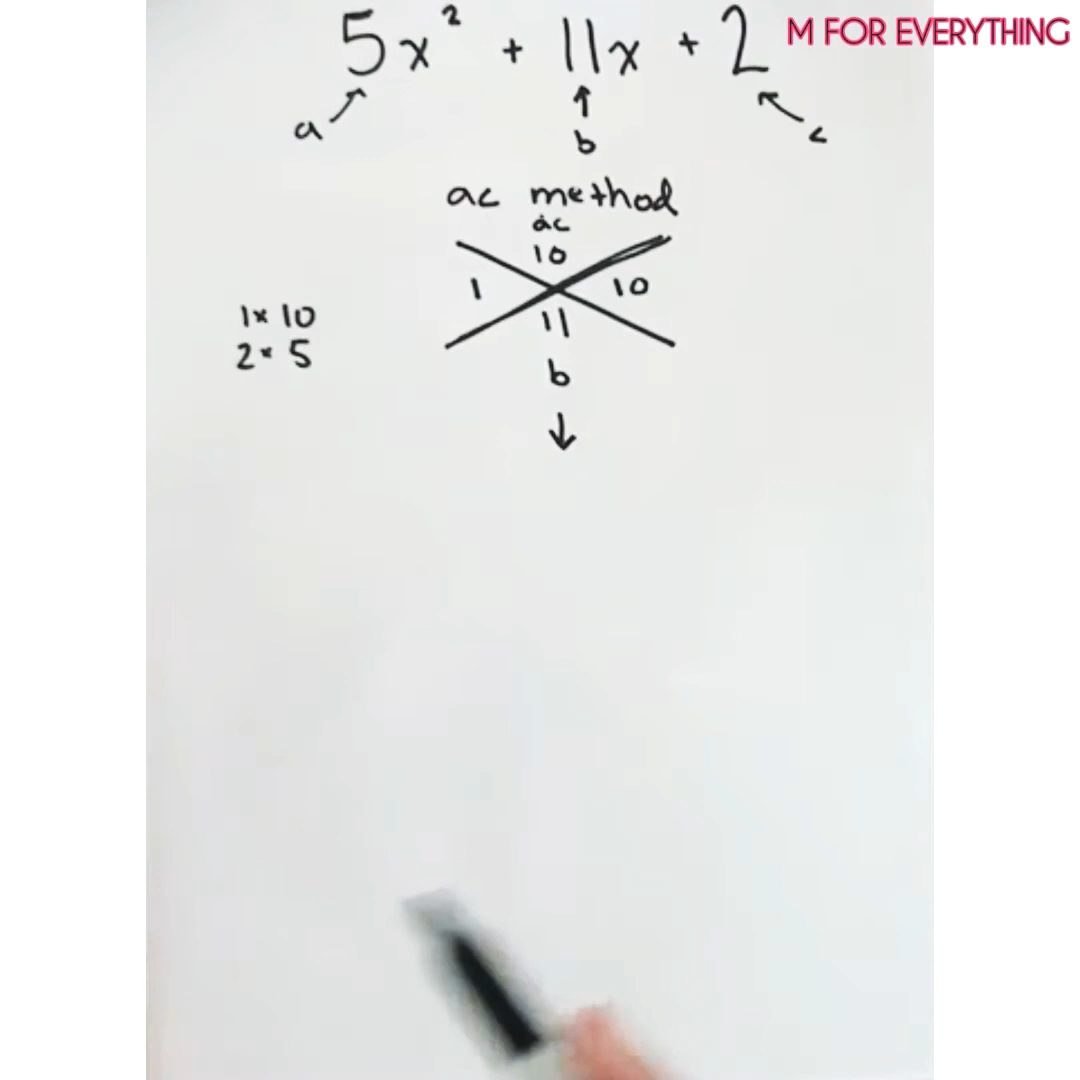 5x² + 11x + 2
M FOR EVERYTHING
a
b
c
ac method
ac
10
1 10
11
b
1 x 10
2 x 5